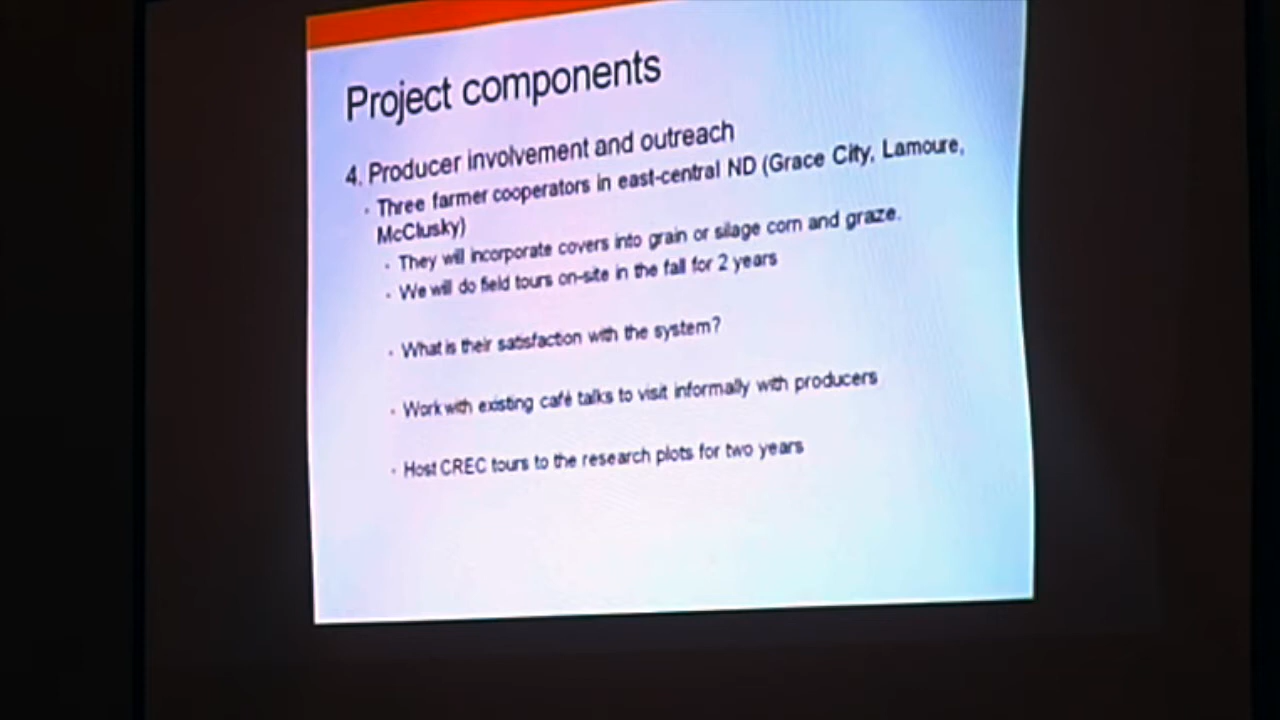 Project components
4. Producer involvement and outreach
· Three farmer cooperators in east-central ND (Grace City, Lamoure,
McClusky)
· They will incorporate covers into grain or silage corn and graze.
· We will do field tours on-site in the fall for 2 years
· What is their satisfaction with the system?
· Work with existing café talks to visit informally with producers
· Host CREC tours to the research plots for two years